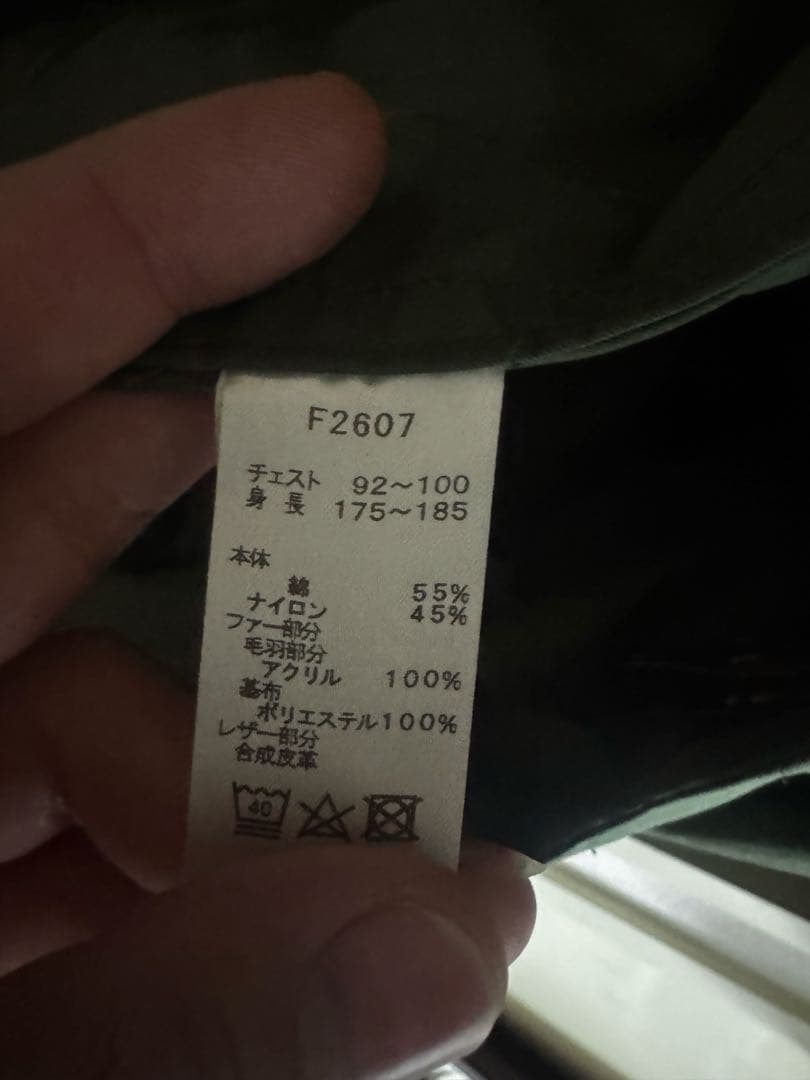 F2607
チェスト 92～100
身長 175～185
本体
綿 55%
ナイロン 45%
ファー部分
毛羽部分
アクリル 100%
基布
ポリエステル100%
レザー部分
合成皮革
40